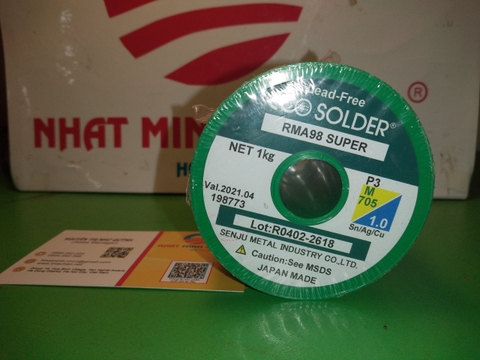 NHAT MIN
®
HO
Lead-Free
SOLDER®
RMA98 SUPER
NET 1kg
P3
M
705
1.0
Sn/Ag/Cu
Val.2021.04
198773
Lot:R0402-2618
SENJU METAL INDUSTRY CO.,LTD.
Caution:See MSDS
JAPAN MADE